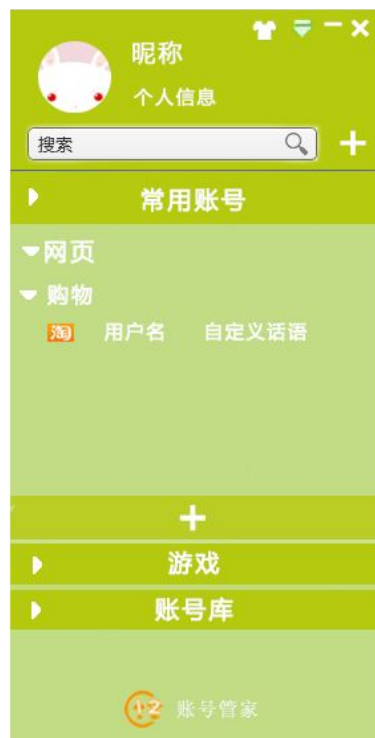 昵称
个人信息
搜索
常用账号
网页
购物
淘 用户名 自定义话语
游戏
账号库
12 账号管家